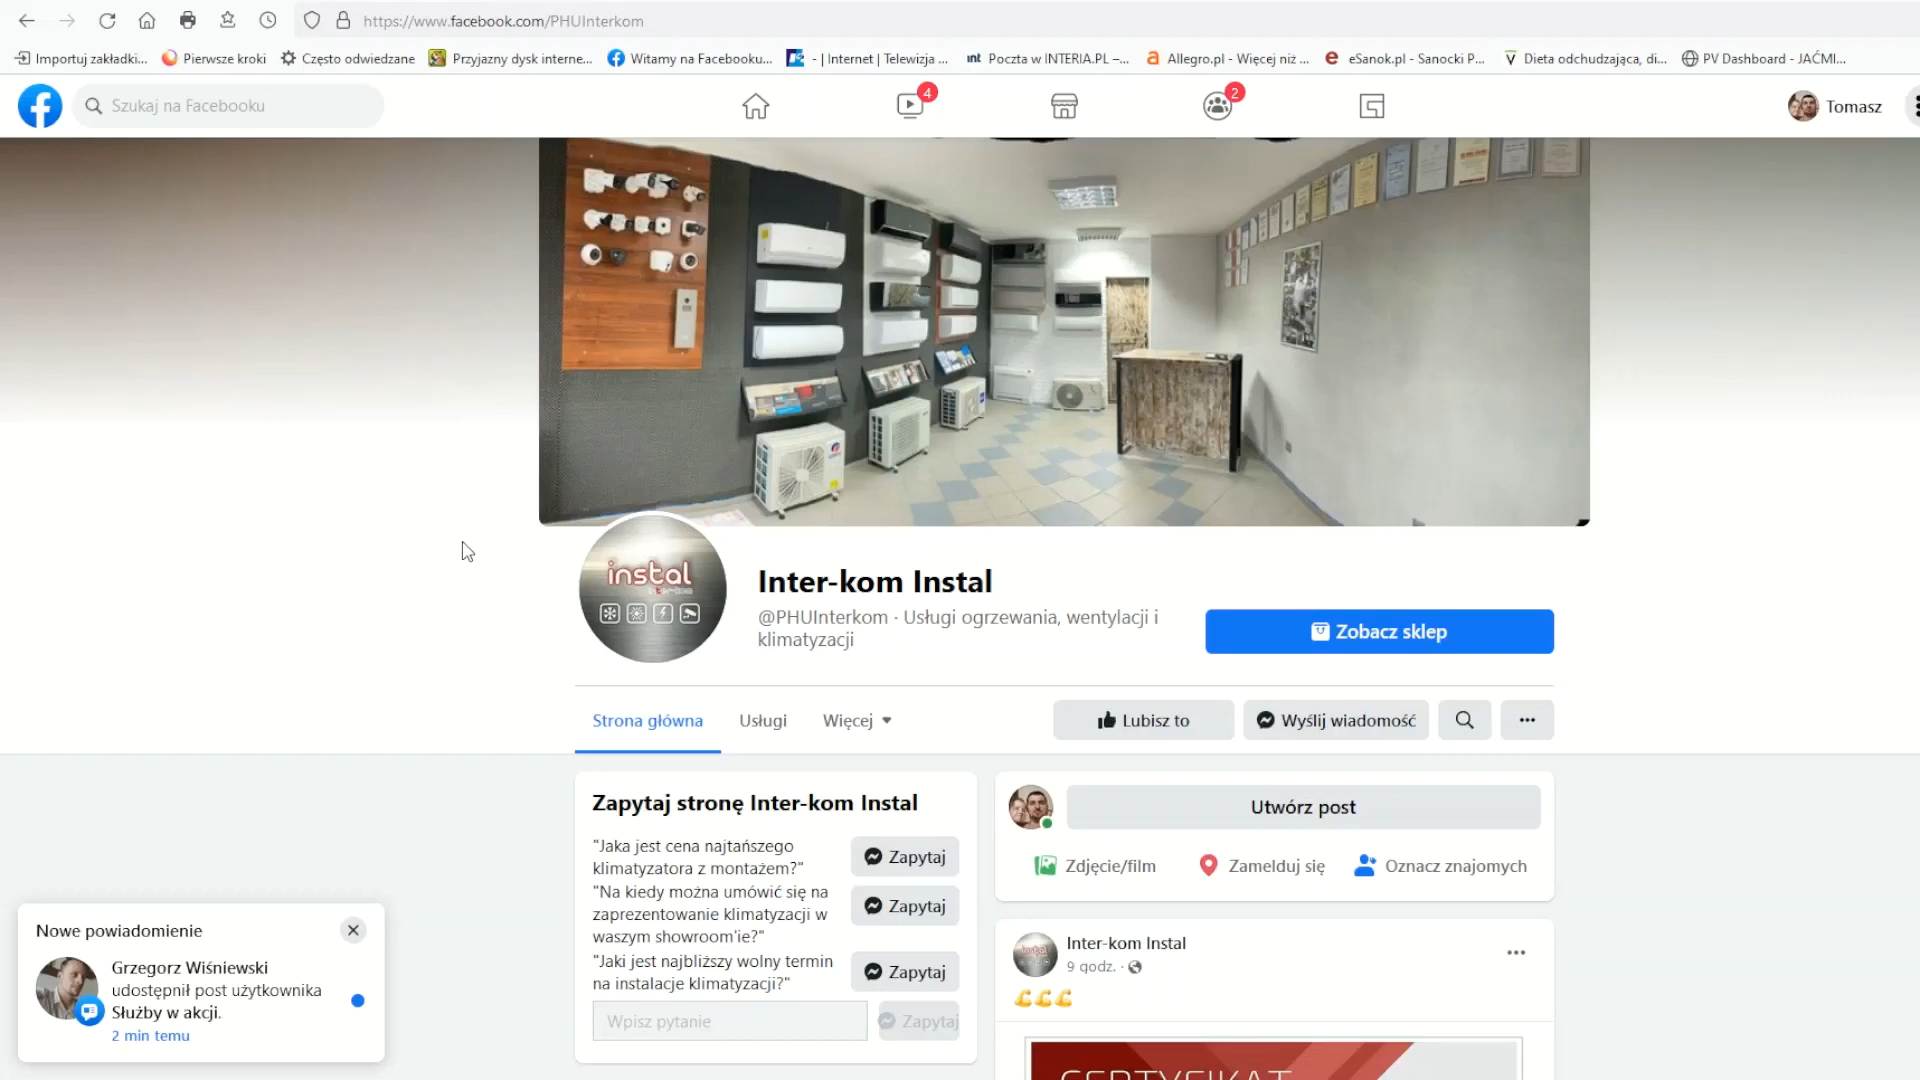 https://www.facebook.com/PHUInterkom
Importuj zakładki...
Pierwsze kroki
Często odwiedzane
Przyjazny dysk interne...
Witamy na Facebooku...
- | Internet | Telewizja ...
int Poczta w INTERIA.PL –...
a Allegro.pl - Więcej niż ...
e eSanok.pl - Sanocki P...
Dieta odchudzająca, di...
PV Dashboard - JAĆMI...
Szukaj na Facebooku
4
2
Tomasz
instal
Inter-kom Instal
@PHUInterkom · Usługi ogrzewania, wentylacji i
klimatyzacji
Zobacz sklep
Strona główna
Usługi
Więcej
Lubisz to
Wyślij wiadomość
Zapytaj stronę Inter-kom Instal
"Jaka jest cena najtańszego
klimatyzatora z montażem?"
Zapytaj
"Na kiedy można umówić się na
zaprezentowanie klimatyzacji w
waszym showroom'ie?"
Zapytaj
"Jaki jest najbliższy wolny termin
na instalacje klimatyzacji?"
Zapytaj
Wpisz pytanie
Zapytaj
Utwórz post
Zdjęcie/film
Zamelduj się
Oznacz znajomych
Inter-kom Instal
9 godz. ·
CERTYFIKAT
Nowe powiadomienie
Grzegorz Wiśniewski
udostępnił post użytkownika
Służby w akcji.
2 min temu